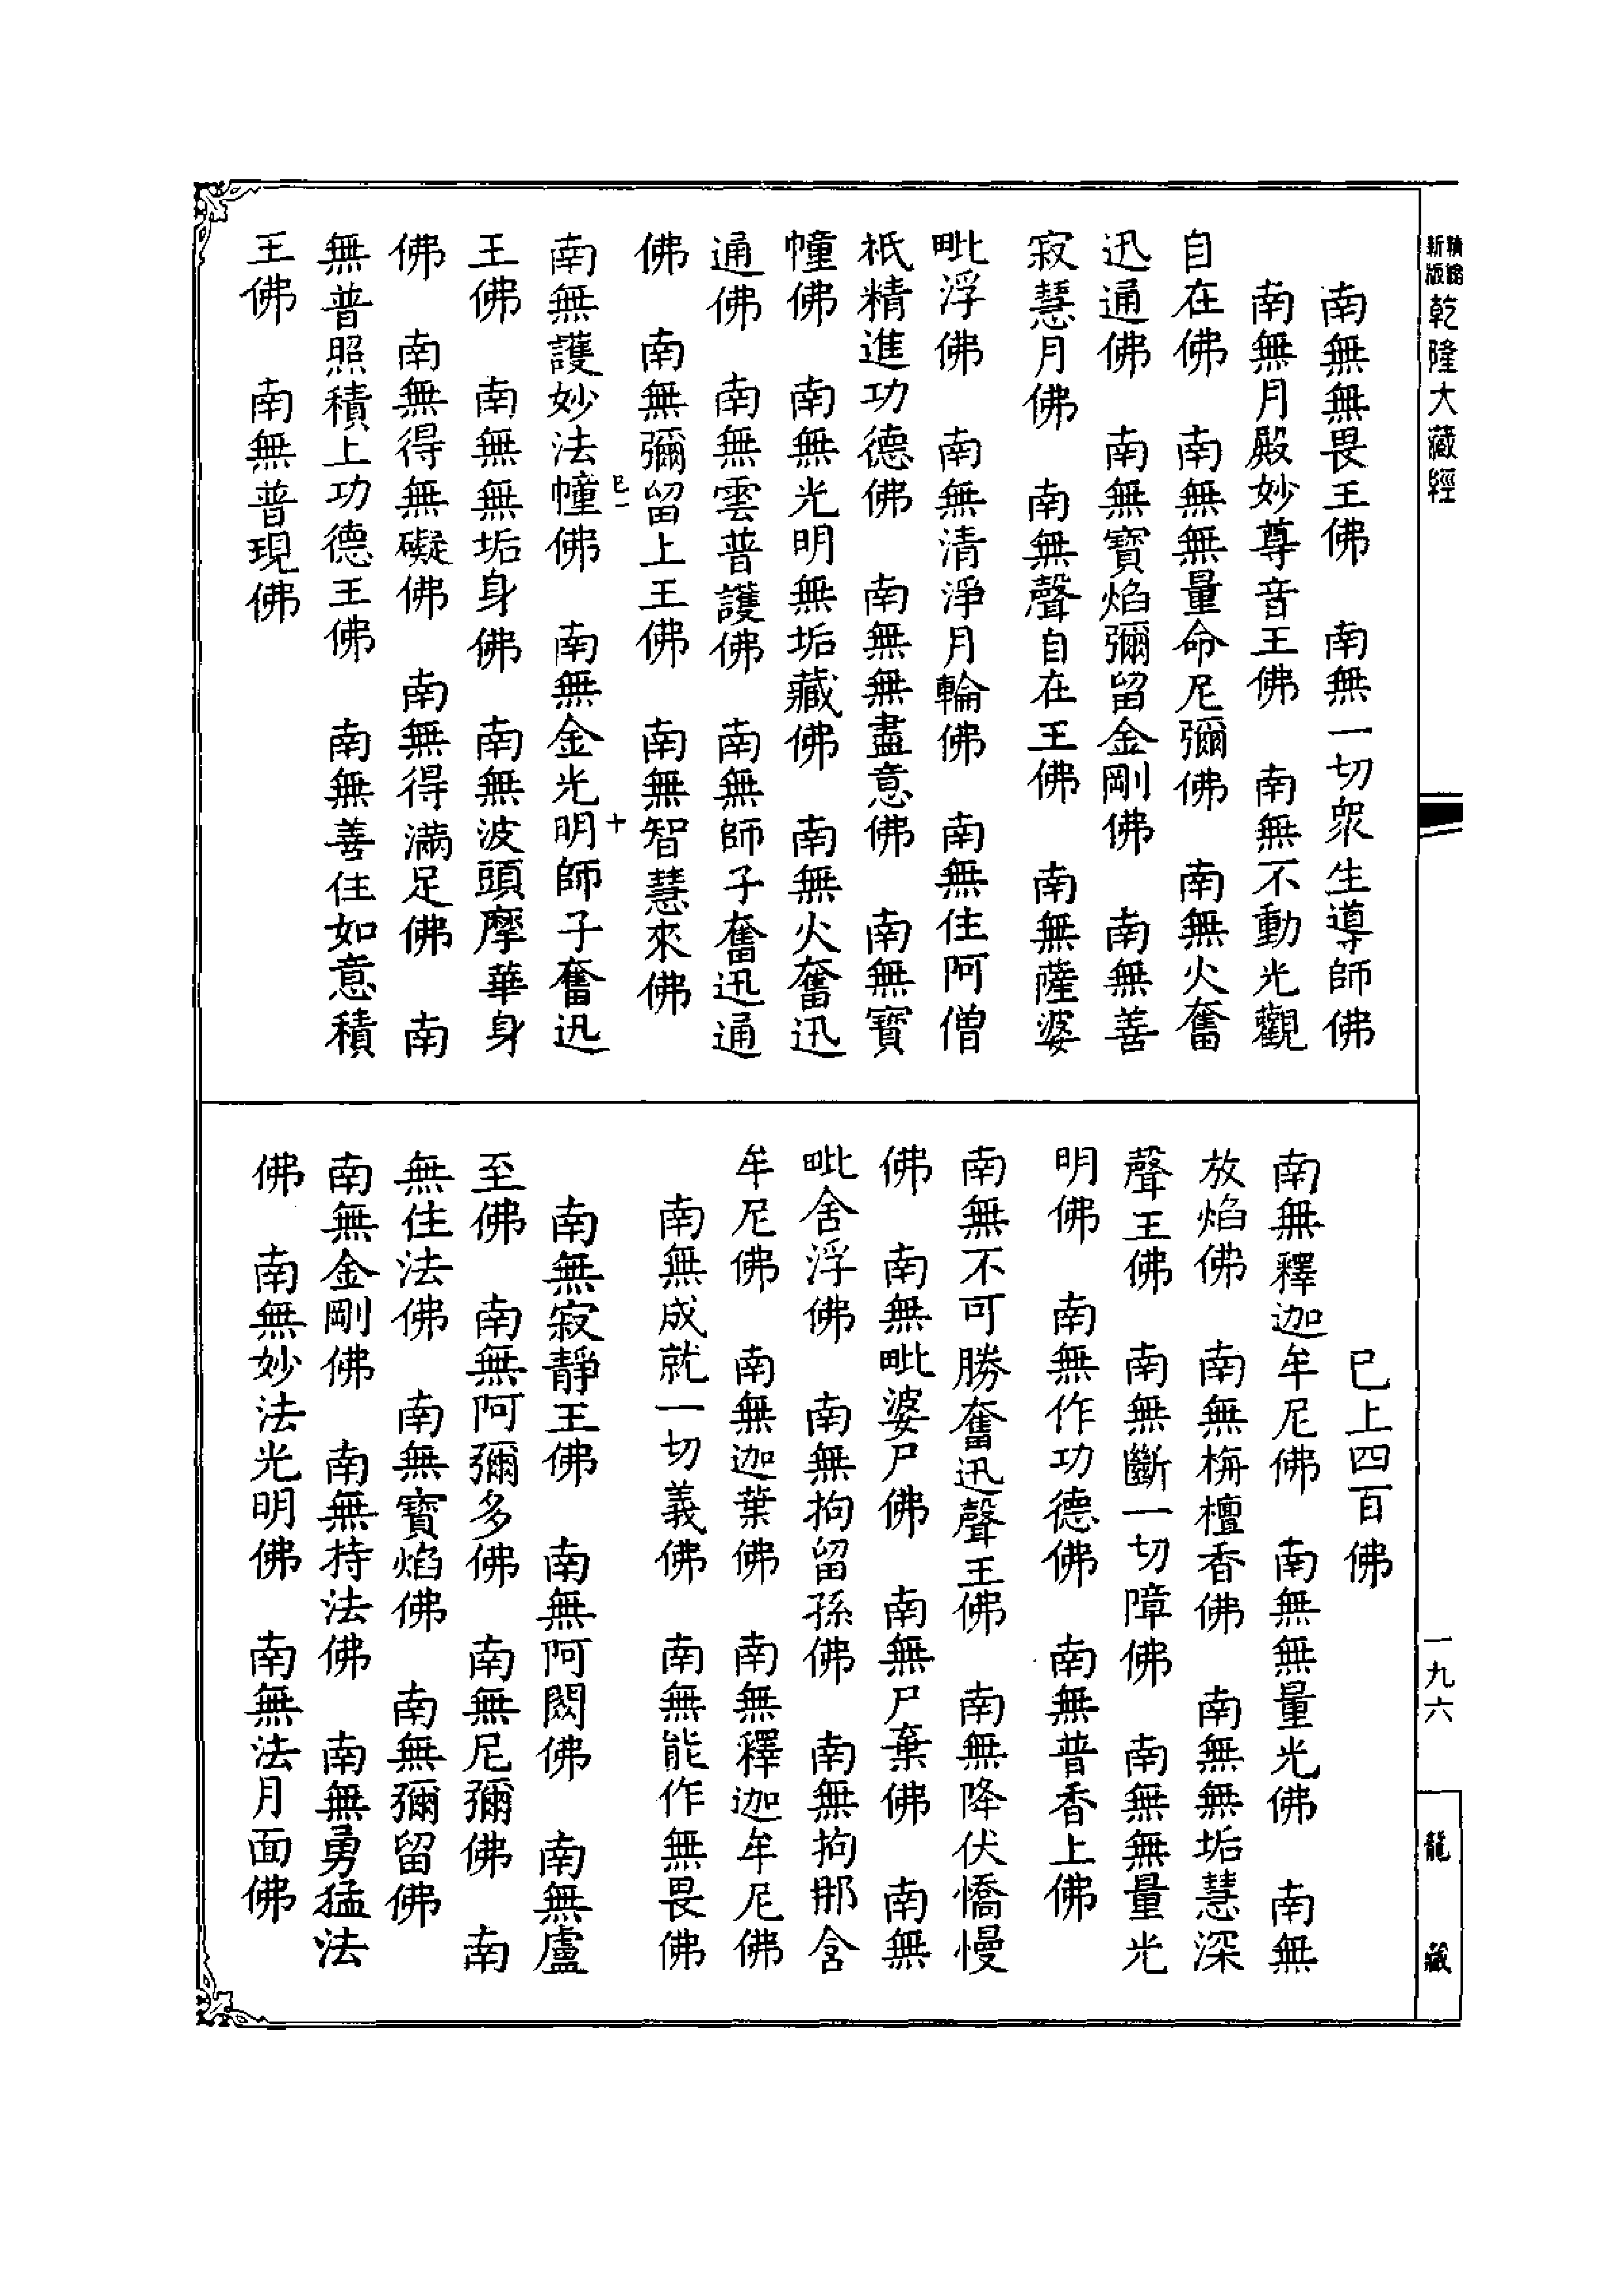 精縮
新版
乾隆大藏經
一九六
龍藏
南無無畏王佛　南無一切眾生導師佛
南無月殿妙尊音王佛　南無不動光觀
自在佛　南無無量命尼彌佛　南無火奮
迅通佛　南無寶焰彌留金剛佛　南無善
寂慧月佛　南無聲自在王佛　南無薩婆
毗浮佛　南無清淨月輪佛　南無住阿僧
祇精進功德佛　南無無盡意佛　南無寶
幢佛　南無光明無垢藏佛　南無火奮迅
通佛　南無雲普護佛　南無師子奮迅通
佛　南無彌留上王佛　南無智慧來佛
巳一　十
南無護妙法幢佛　南無金光明師子奮迅
王佛　南無無垢身佛　南無波頭摩華身
佛　南無得無礙佛　南無得滿足佛　南
無普照積上功德王佛　南無善住如意積
王佛　南無普現佛
已上四百佛
南無釋迦牟尼佛　南無無量光佛　南無
放焰佛　南無栴檀香佛　南無無垢慧深
聲王佛　南無斷一切障佛　南無無量光
明佛　南無作功德佛　南無普香上佛
南無不可勝奮迅聲王佛　南無降伏憍慢
佛　南無毗婆尸佛　南無尸棄佛　南無
毗舍浮佛　南無拘留孫佛　南無拘那含
牟尼佛　南無迦葉佛　南無釋迦牟尼佛
南無成就一切義佛　南無能作無畏佛
南無寂靜王佛　南無阿閦佛　南無盧
至佛　南無阿彌多佛　南無尼彌佛　南
無住法佛　南無寶焰佛　南無彌留佛
南無金剛佛　南無持法佛　南無勇猛法
佛　南無妙法光明佛　南無法月面佛